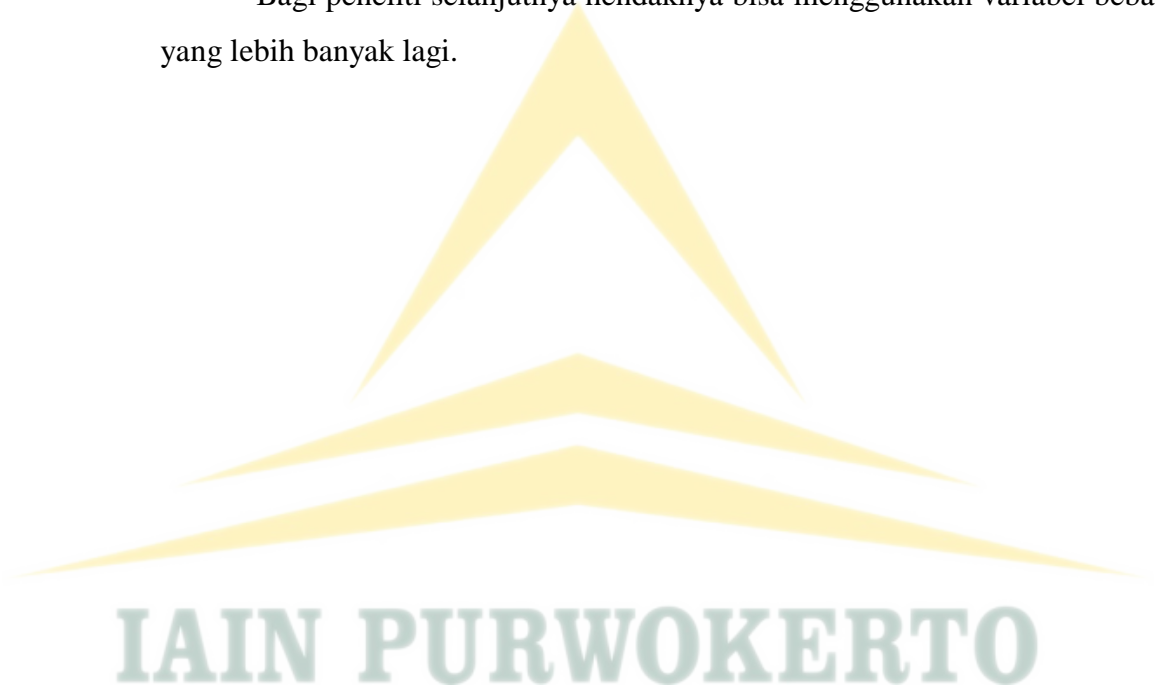 Bagi peneliti selanjutnya hendaknya bisa menggunakan variabel
yang lebih banyak lagi.
IAIN PURWOKERTO